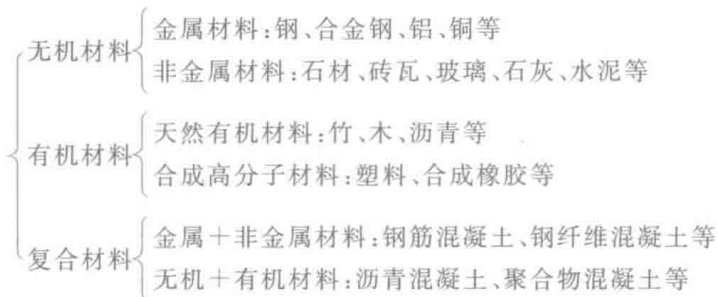 金属材料:钢、合金钢、铝、铜等
无机材料
非金属材料:石材、砖瓦、玻璃、石灰、水泥等
天然有机材料:竹、木、沥青等
有机材料
合成高分子材料:塑料、合成橡胶等
金属+非金属材料:钢筋混凝土、钢纤维混凝土等
复合材料
无机+有机材料:沥青混凝土、聚合物混凝土等